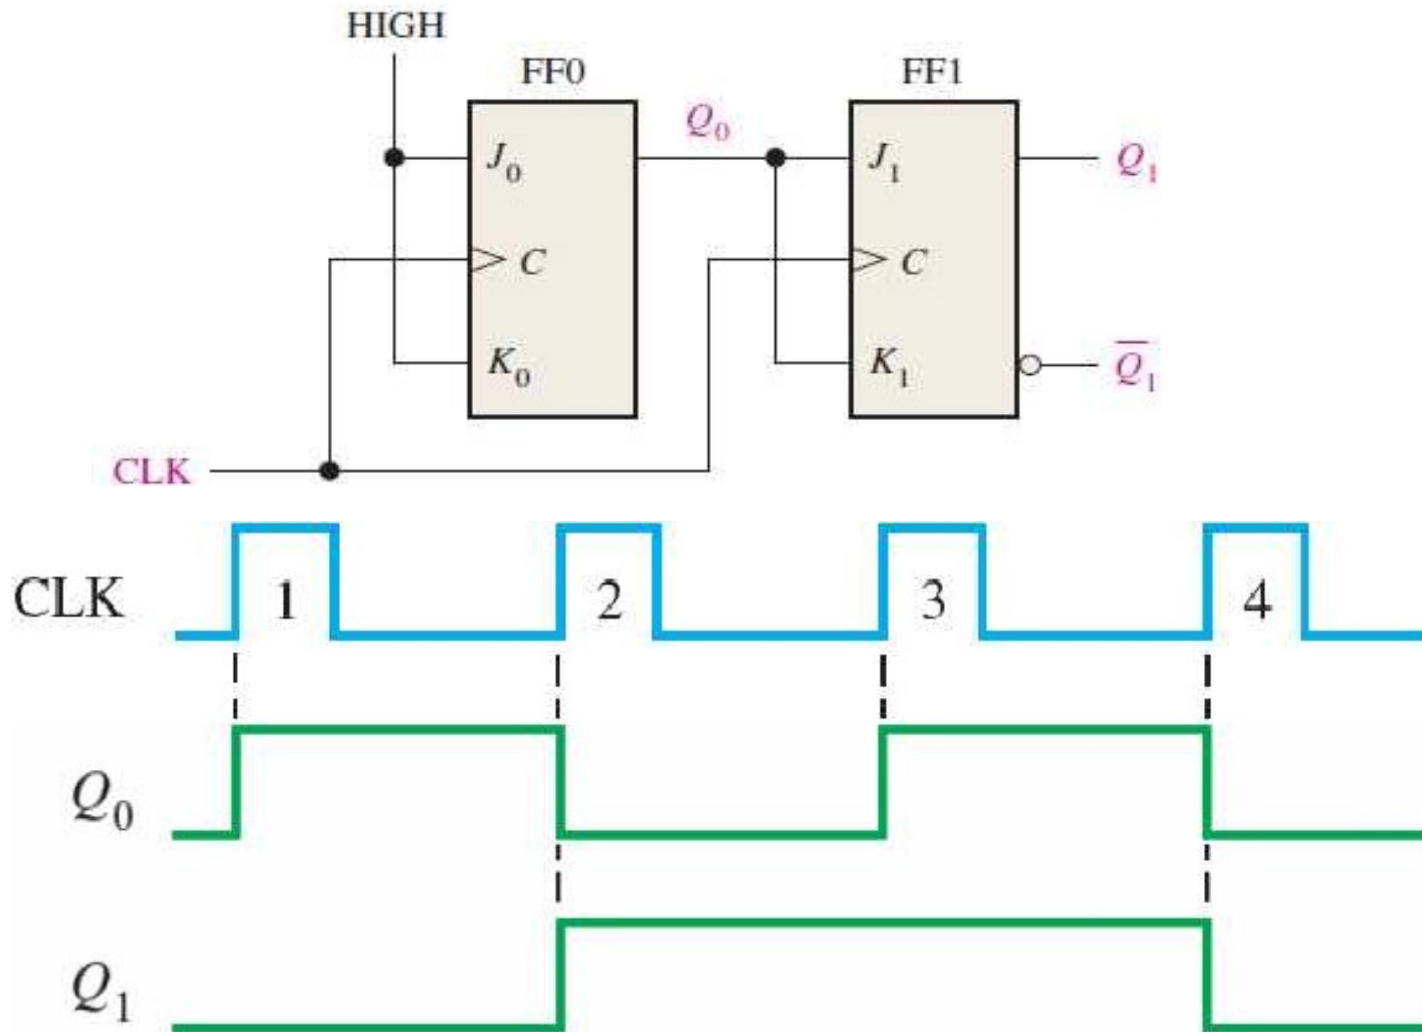 HIGH
FF0 FF1
Q₀
J₀ J₁ Q₁
C C
K₀ K₁ Q̅₁
CLK
CLK 1 2 3 4
Q₀
Q₁